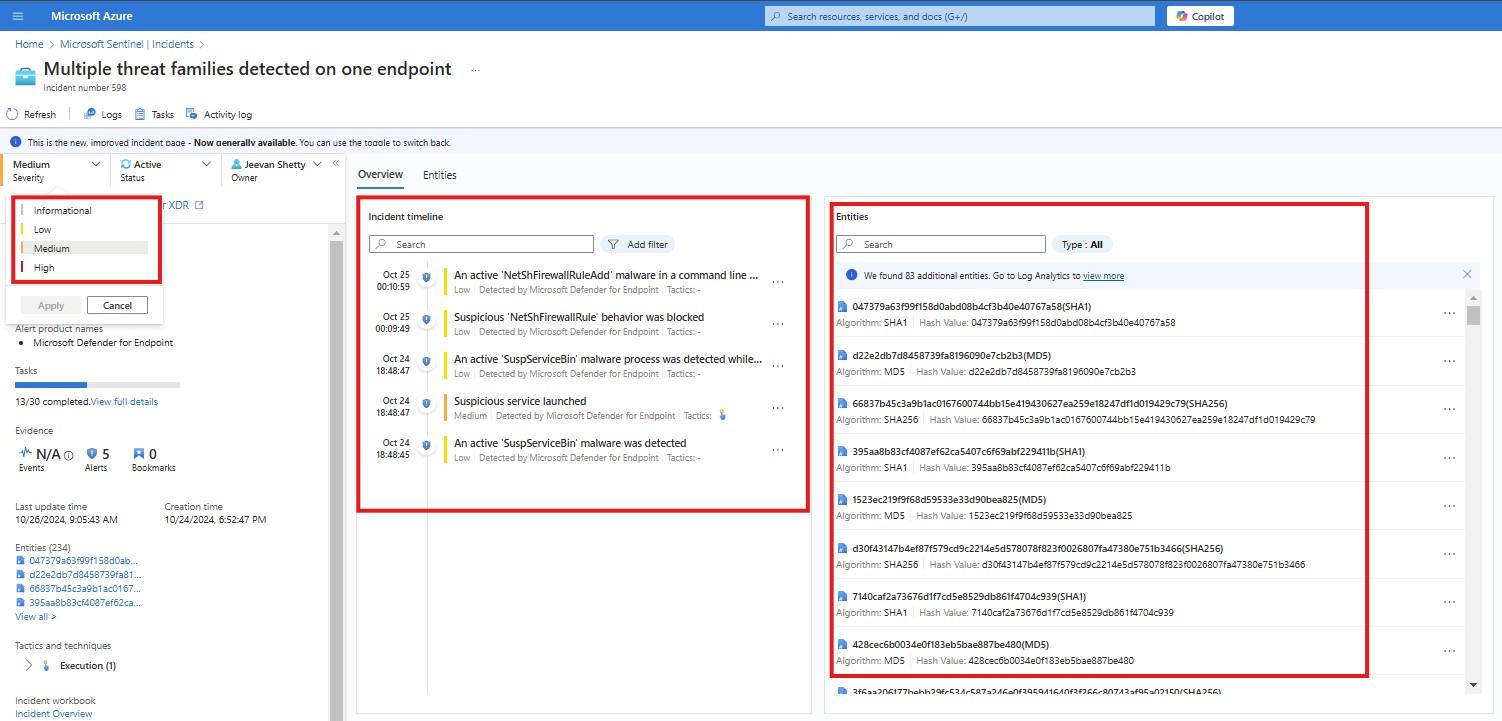 Microsoft Azure
Search resources, services, and docs (G+/)
Copilot
Home > Microsoft Sentinel | Incidents >
Multiple threat families detected on one endpoint ...
Incident number 598
Refresh Logs Tasks Activity log
This is the new, improved incident page - Now generally available. You can use the toggle to switch back.
Medium
Severity
Active
Status
Jeevan Shetty
Owner
Informational
Low
Medium
High
Apply Cancel
r XDR
Alert product names
• Microsoft Defender for Endpoint
Tasks
13/30 completed.View full details
Evidence
N/A 5 0
Events Alerts Bookmarks
Last update time Creation time
10/26/2024, 9:05:43 AM 10/24/2024, 6:52:47 PM
Entities (234)
047379a63f99f158d0ab...
d22e2db7d8458739fa81...
66837b45c3a9b1ac0167...
395aa8b83cf4087ef62ca...
View all >
Tactics and techniques
Execution (1)
Incident workbook
Incident Overview
Overview Entities
Incident timeline
Search
Add filter
Oct 25
00:10:59
An active 'NetShFirewallRuleAdd' malware in a command line ...
Low | Detected by Microsoft Defender for Endpoint | Tactics: -
Oct 25
00:09:49
Suspicious 'NetShFirewallRule' behavior was blocked
Low | Detected by Microsoft Defender for Endpoint | Tactics: -
Oct 24
18:48:47
An active 'SuspServiceBin' malware process was detected while...
Low | Detected by Microsoft Defender for Endpoint | Tactics: -
Oct 24
18:48:47
Suspicious service launched
Medium | Detected by Microsoft Defender for Endpoint | Tactics:
Oct 24
18:48:45
An active 'SuspServiceBin' malware was detected
Low | Detected by Microsoft Defender for Endpoint | Tactics: -
Entities
Search
Type : All
We found 83 additional entities. Go to Log Analytics to view more
047379a63f99f158d0abd08b4cf3b40e40767a58(SHA1)
Algorithm: SHA1 | Hash Value: 047379a63f99f158d0abd08b4cf3b40e40767a58
d22e2db7d8458739fa8196090e7cb2b3(MD5)
Algorithm: MD5 | Hash Value: d22e2db7d8458739fa8196090e7cb2b3
66837b45c3a9b1ac0167600744bb15e419430627ea259e18247df1d019429c79(SHA256)
Algorithm: SHA256 | Hash Value: 66837b45c3a9b1ac0167600744bb15e419430627ea259e18247df1d019429c79
395aa8b83cf4087ef62ca5407c6f69abf229411b(SHA1)
Algorithm: SHA1 | Hash Value: 395aa8b83cf4087ef62ca5407c6f69abf229411b
1523ec219f9f68d59533e33d90bea825(MD5)
Algorithm: MD5 | Hash Value: 1523ec219f9f68d59533e33d90bea825
d30f43147b4ef87f579cd9c2214e5d578078f823f0026807fa47380e751b3466(SHA256)
Algorithm: SHA256 | Hash Value: d30f43147b4ef87f579cd9c2214e5d578078f823f0026807fa47380e751b3466
7140caf2a73676d1f7cd5e8529db861f4704c939(SHA1)
Algorithm: SHA1 | Hash Value: 7140caf2a73676d1f7cd5e8529db861f4704c939
428cec6b0034e0f183eb5bae887be480(MD5)
Algorithm: MD5 | Hash Value: 428cec6b0034e0f183eb5bae887be480